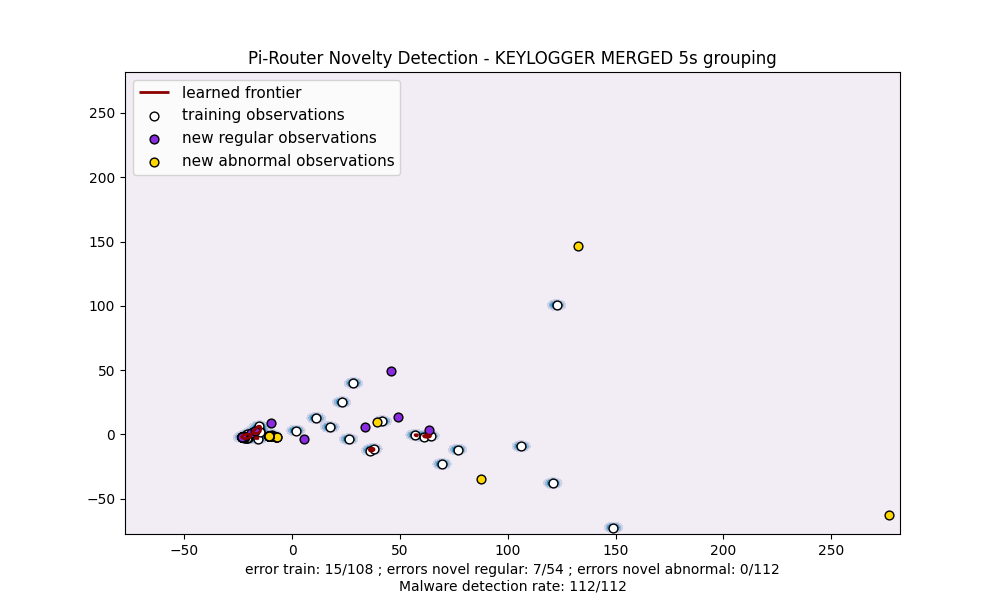 Pi-Router Novelty Detection - KEYLOGGER MERGED 5s grouping
learned frontier
training observations
new regular observations
new abnormal observations
250
200
150
100
50
0
−50
−50 0 50 100 150 200 250
error train: 15/108 ; errors novel regular: 7/54 ; errors novel abnormal: 0/112
Malware detection rate: 112/112